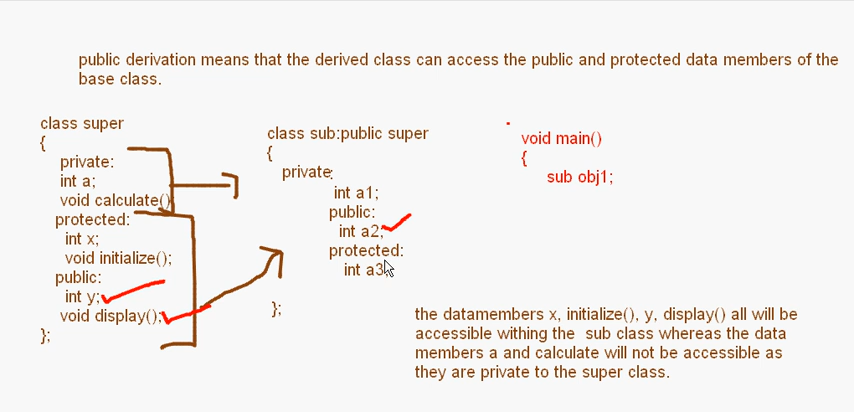 public derivation means that the derived class can access the public and protected data members of the
base class.
class super
{
private:
int a;
void calculate()
protected:
int x;
void initialize();
public:
int y;
void display();
};
class sub:public super
{
private:
int a1;
public:
int a2;
protected:
int a3
};
void main()
{
sub obj1;
the datamembers x, initialize(), y, display() all will be
accessible withing the sub class whereas the data
members a and calculate will not be accessible as
they are private to the super class.